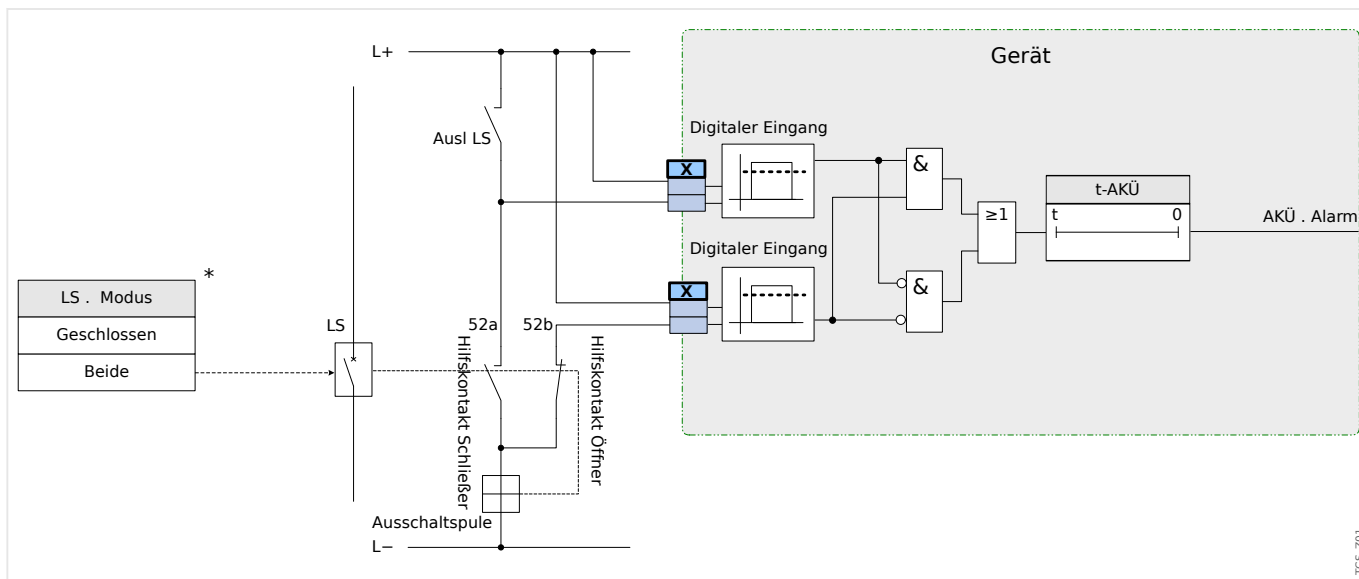 Gerät
L+
Digitaler Eingang
Ausl LS
X
&
t-AKÜ
≥1
t 0
AKÜ . Alarm
Digitaler Eingang
*
X
&
LS . Modus
Geschlossen
Beide
LS
52a 52b
Hilfskontakt Schließer
Hilfskontakt Öffner
Ausschaltspule
L−